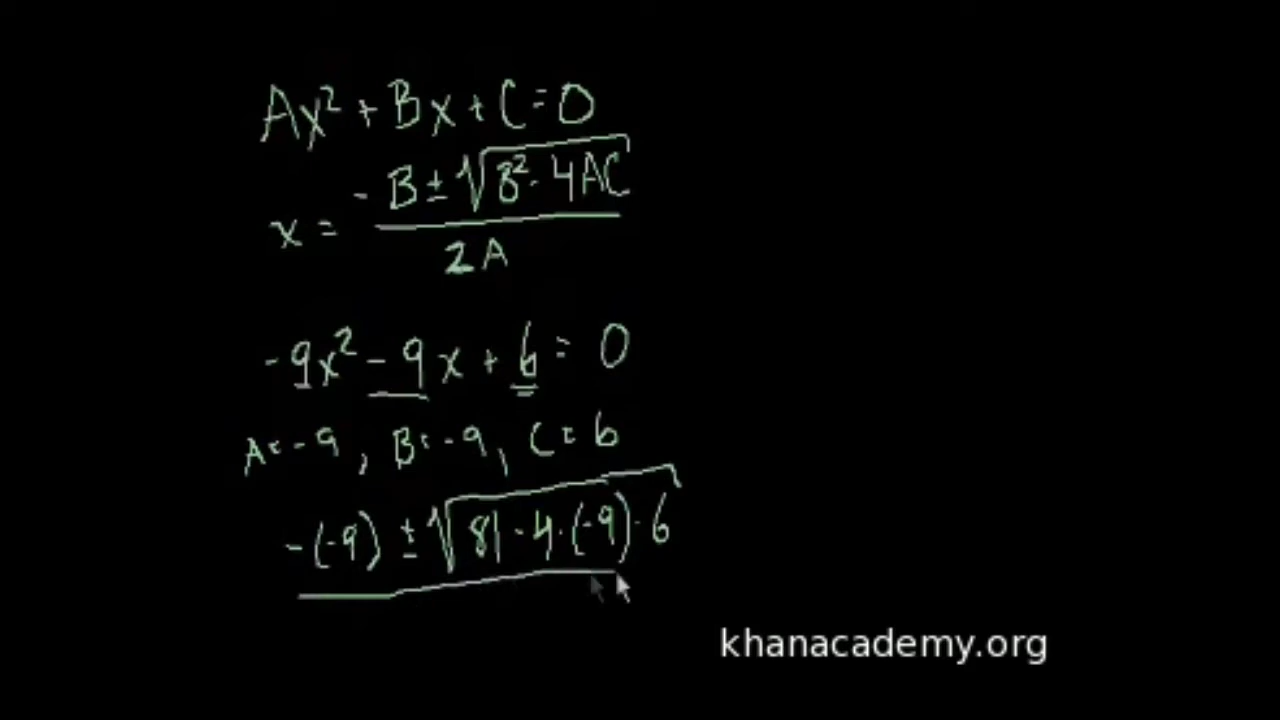 Ax² + Bx + C = 0
x = (-B ± √(B² - 4AC)) / 2A
-9x² - 9x + 6 = 0
A = -9, B = -9, C = 6
-(-9) ± √(81 - 4·(-9)·6)
khanacademy.org